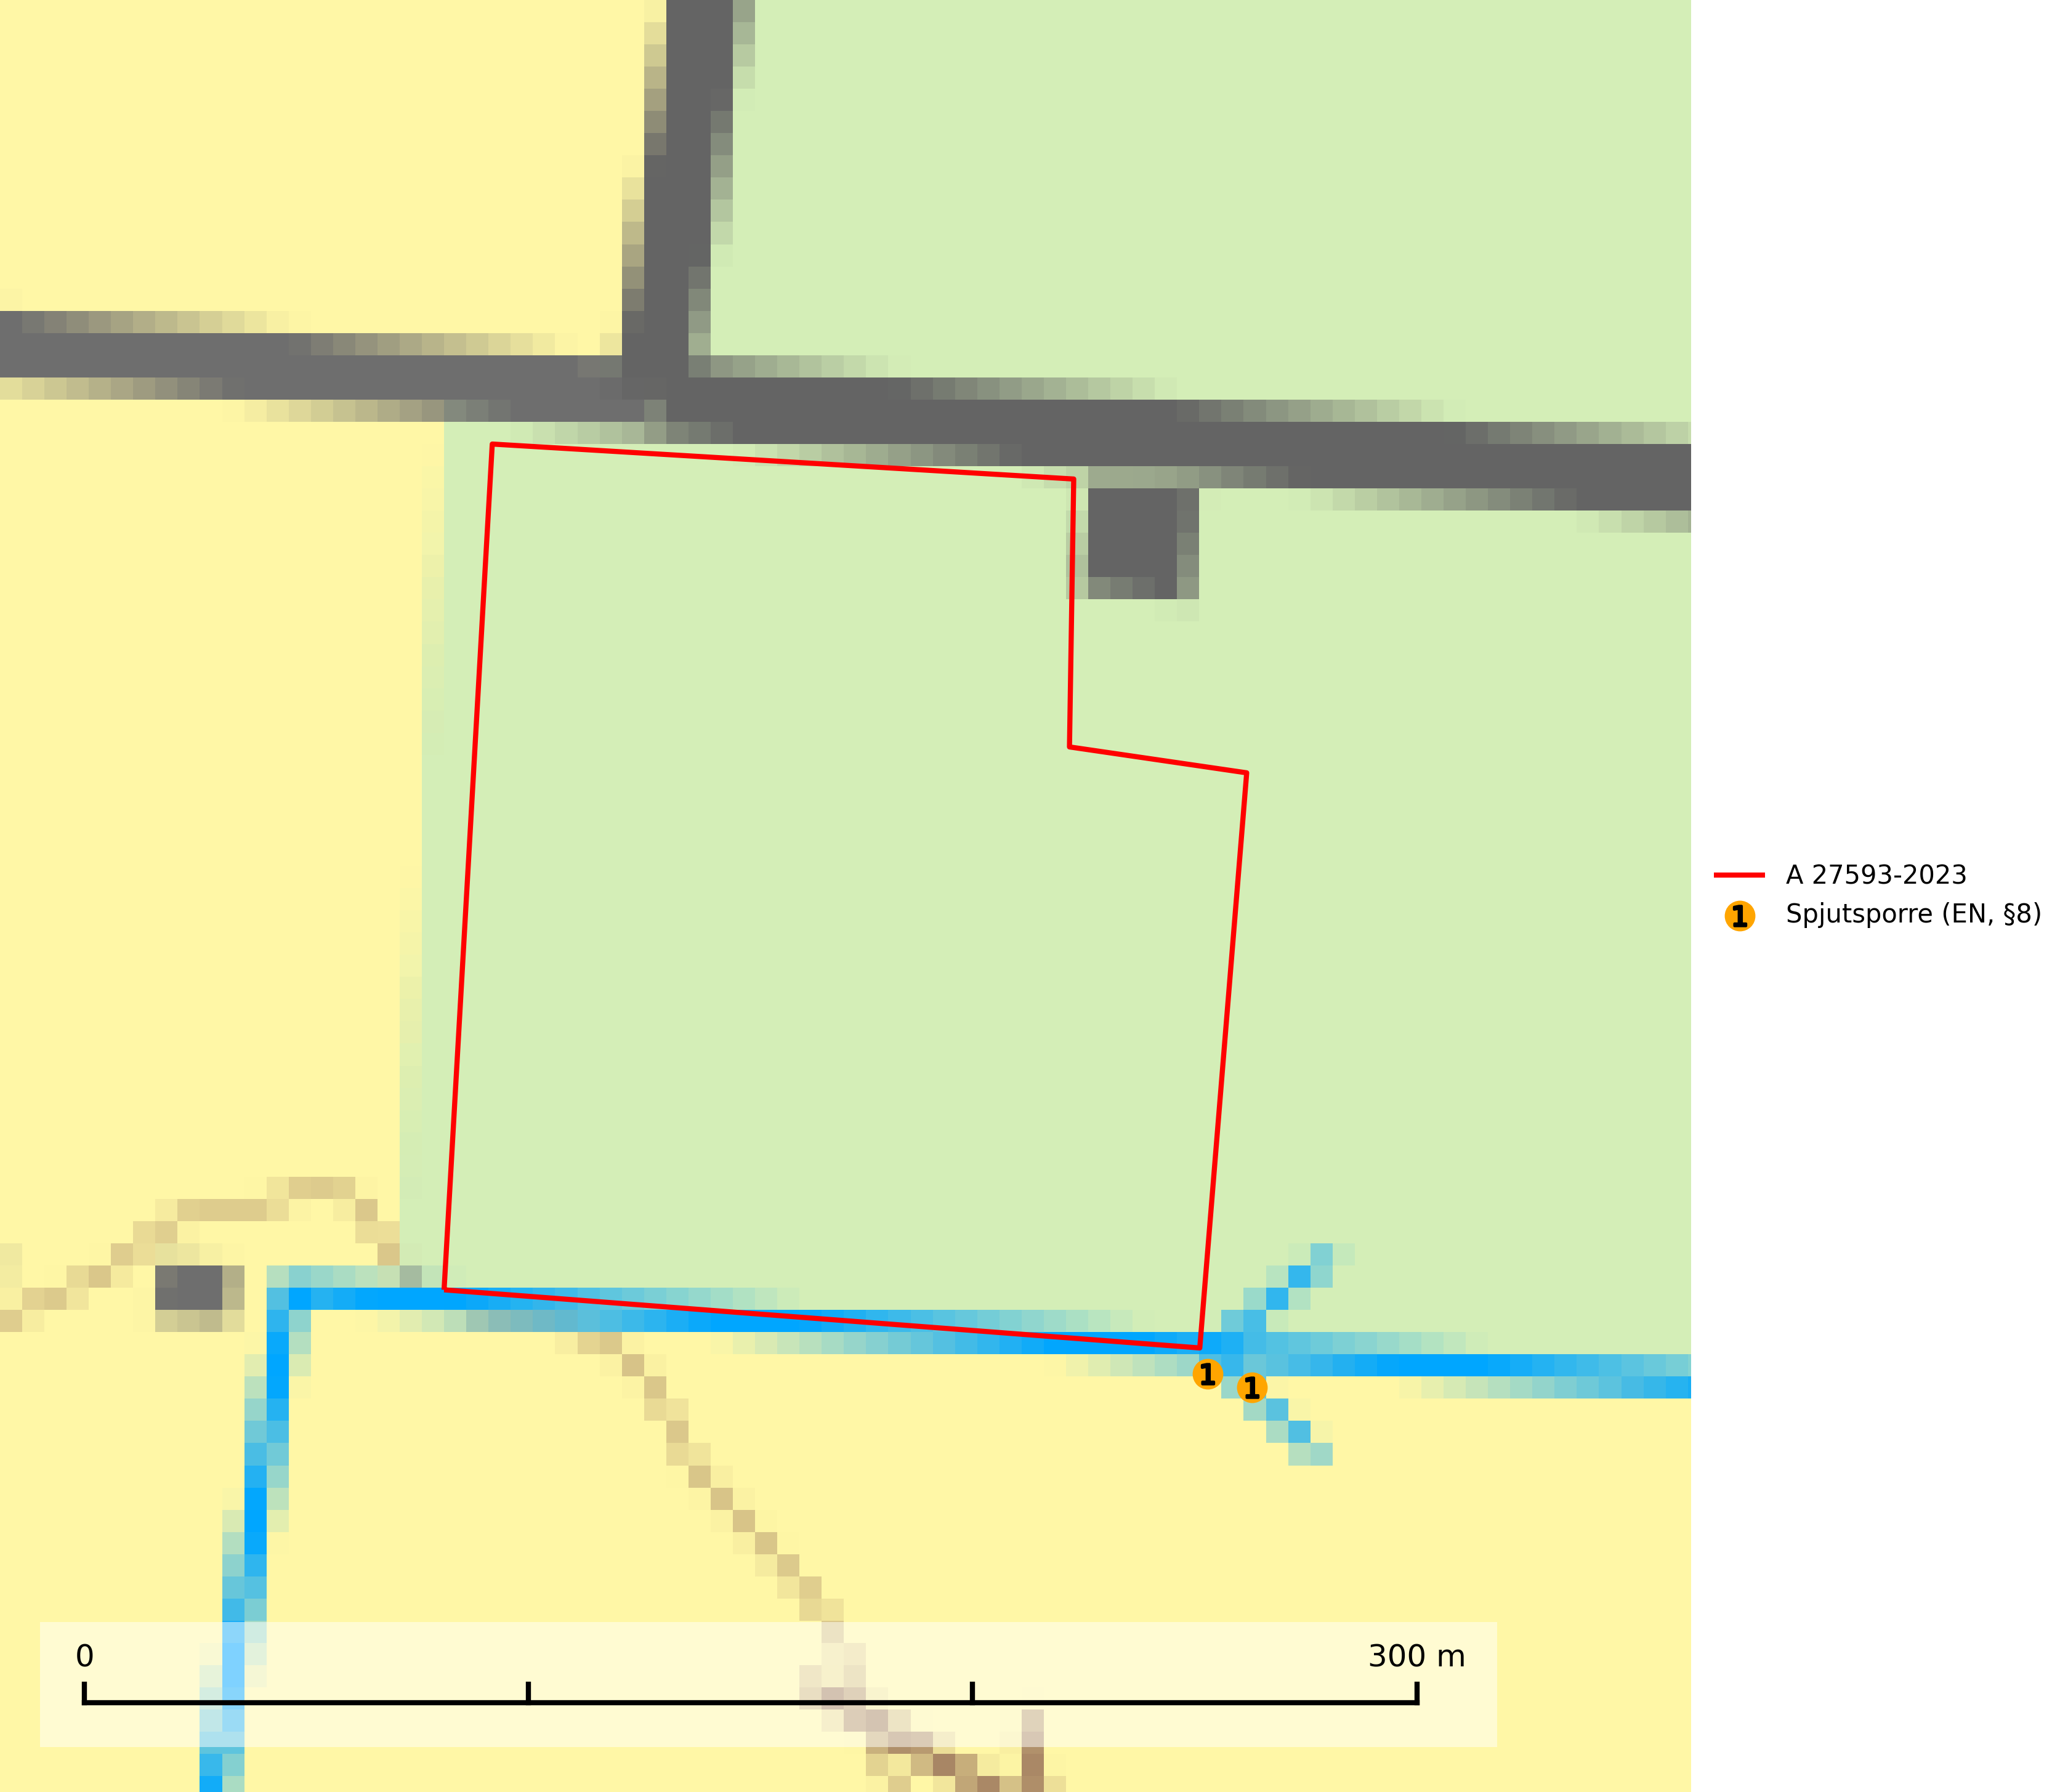 A 27593-2023
1 Spjutsporre (EN, §8)
1
1
0 300 m